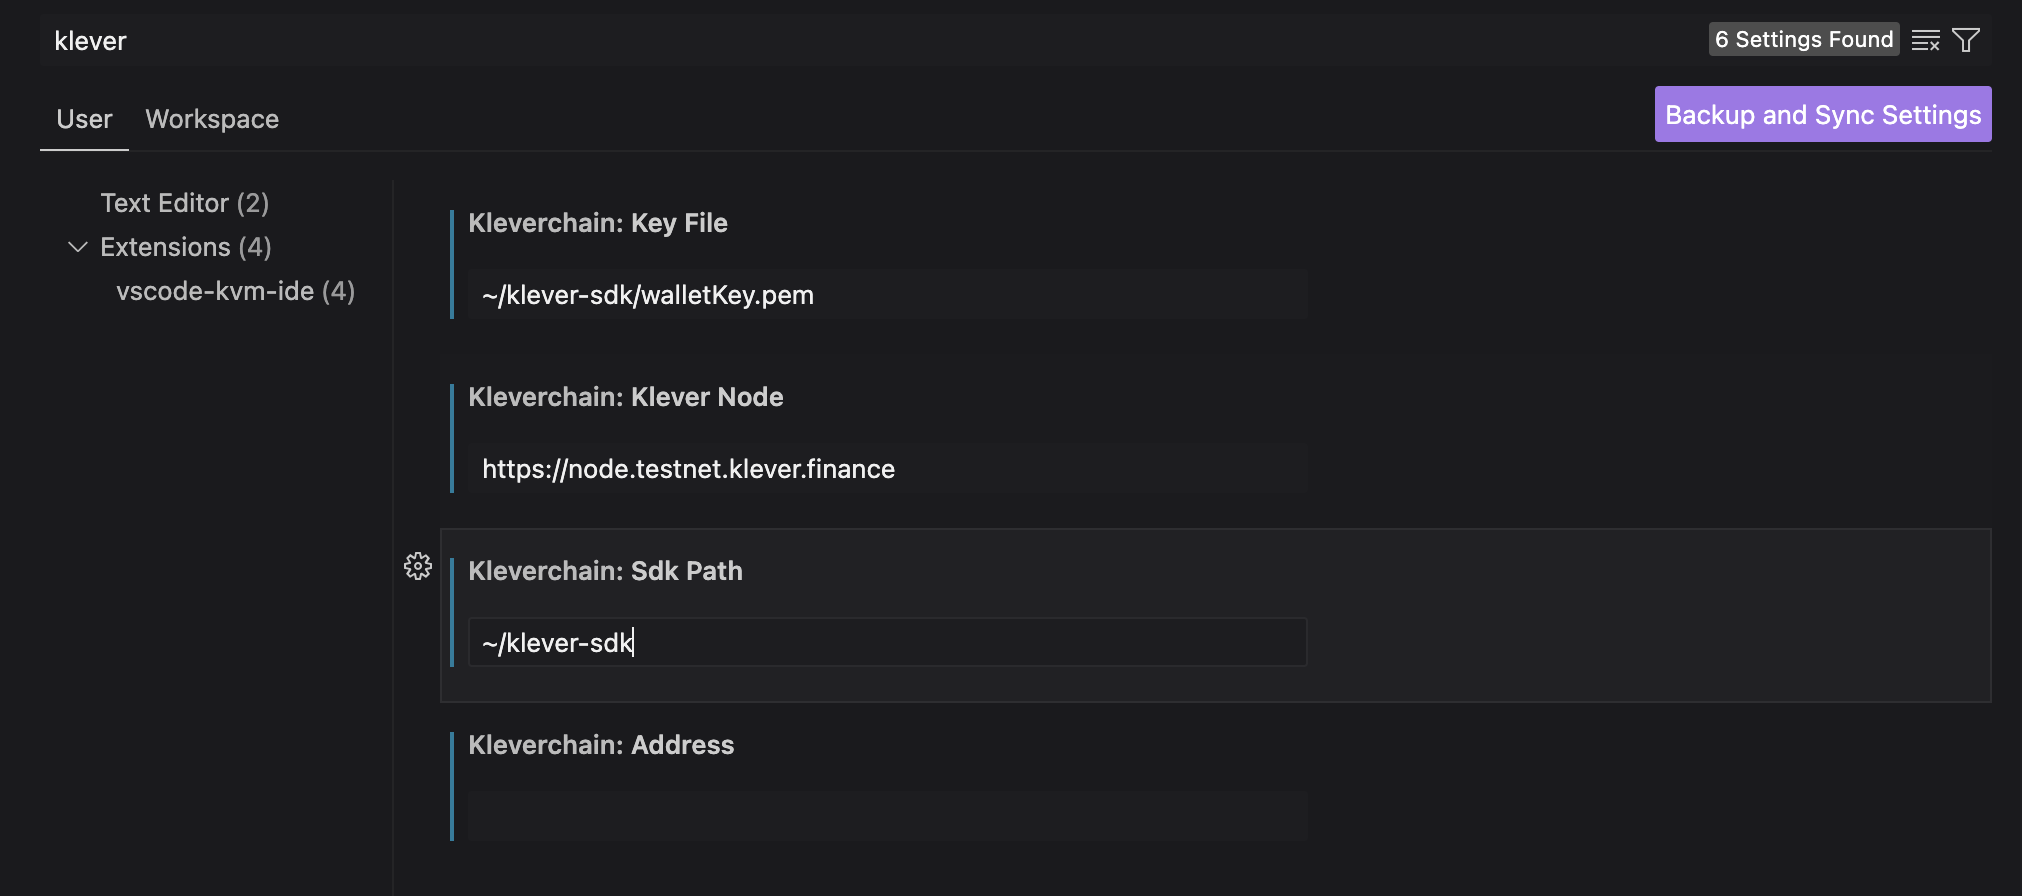 klever
6 Settings Found
User
Workspace
Backup and Sync Settings
Text Editor (2)
Extensions (4)
vscode-kvm-ide (4)
Kleverchain: Key File
~/klever-sdk/walletKey.pem
Kleverchain: Klever Node
https://node.testnet.klever.finance
Kleverchain: Sdk Path
~/klever-sdk
Kleverchain: Address